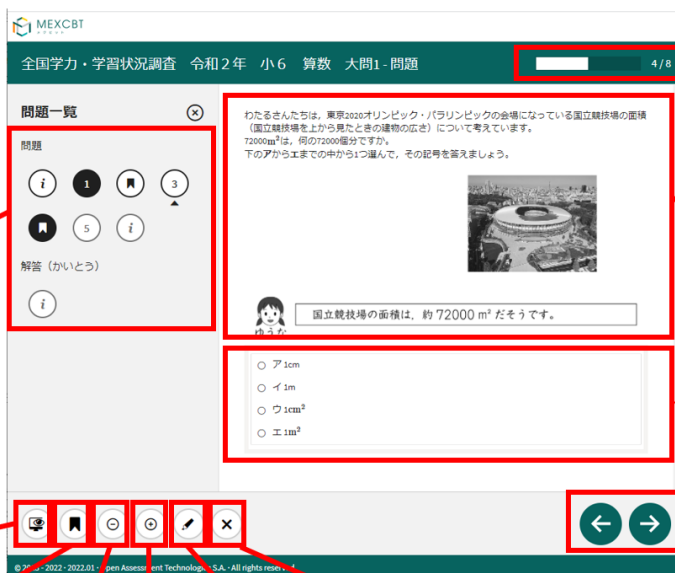 MEXCBT
全国学力・学習状況調査 令和2年 小6 算数 大問1-問題
4/8
問題一覧
問題
i 1 3
5 i
解答（かいとう）
i
わたるさんたちは，東京2020オリンピック・パラリンピックの会場になっている国立競技場の面積
（国立競技場を上から見たときの建物の広さ）について考えています。
72000m²は，何の72000個分ですか。
下のアからエまでの中から1つ選んで，その記号を答えましょう。
国立競技場の面積は，約 72000 m² だそうです。
ゆうな
ア 1cm
イ 1m
ウ 1cm²
エ 1m²
2022 - 2022.01 - Open Assessment Technologies S.A. - All rights reserved.